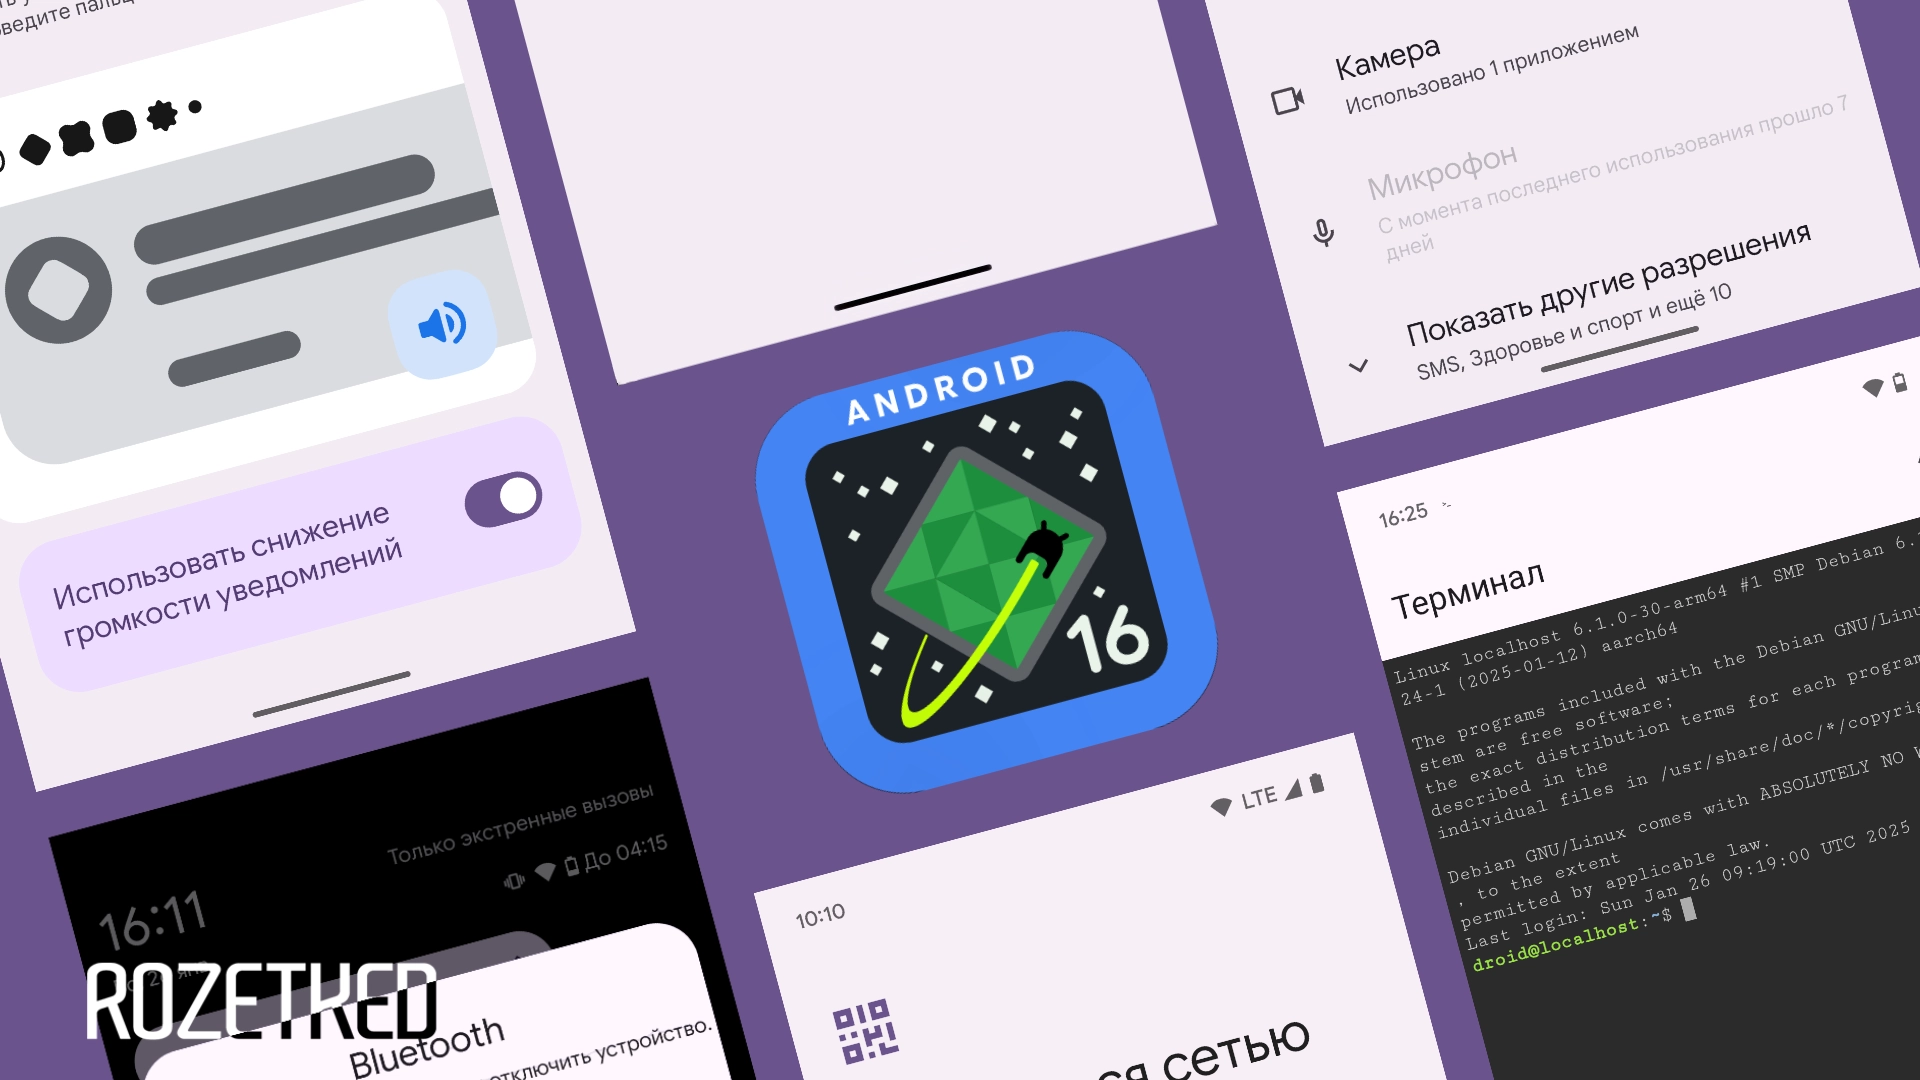 оведите пальц
Использовать снижение
громкости уведомлений
Камера
Использовано 1 приложением
Микрофон
С момента последнего использования прошло 7
дней
Показать другие разрешения
SMS, Здоровье и спорт и ещё 10
ANDROID
16
16:25
Терминал
Linux localhost 6.1.0-30-arm64 #1 SMP Debian 6.1
24-1 (2025-01-12) aarch64
The programs included with the Debian GNU/Linu
stem are free software;
the exact distribution terms for each program
described in the
individual files in /usr/share/doc/*/copyrig
Debian GNU/Linux comes with ABSOLUTELY NO W
, to the extent
permitted by applicable law.
Last login: Sun Jan 26 09:19:00 UTC 2025
droid@localhost:~$
Только экстренные вызовы
До 04:15
16:11
ROZETKED
Bluetooth
отключить устройство.
LTE
10:10
ся сетью